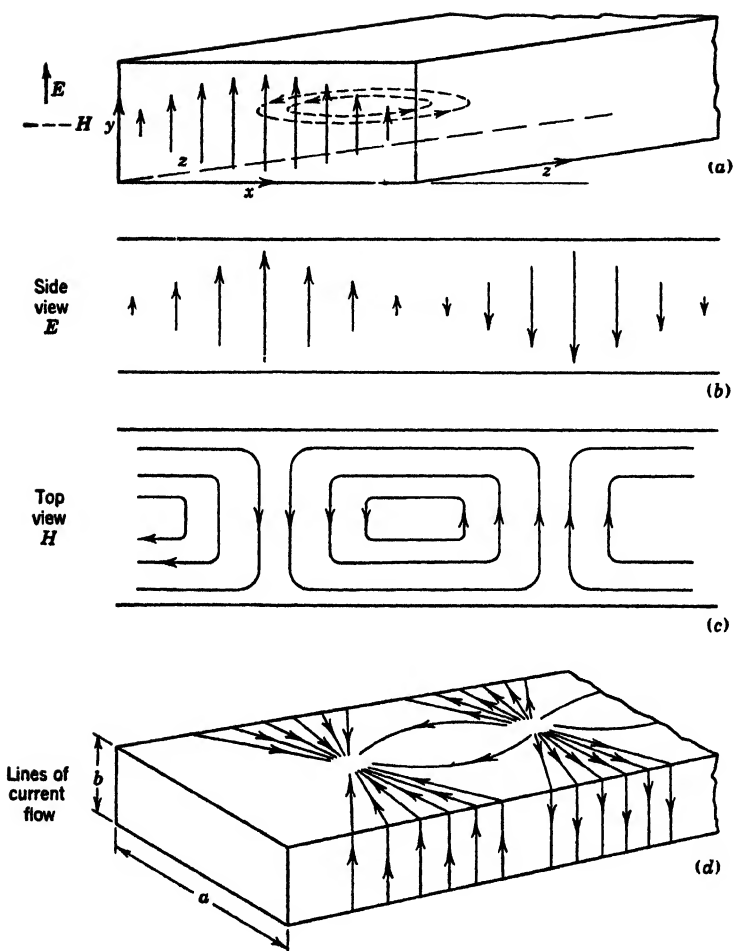 E
H
y
z
x
z
(a)
Side
view
E
(b)
Top
view
H
(c)
Lines of
current
flow
b
a
(d)